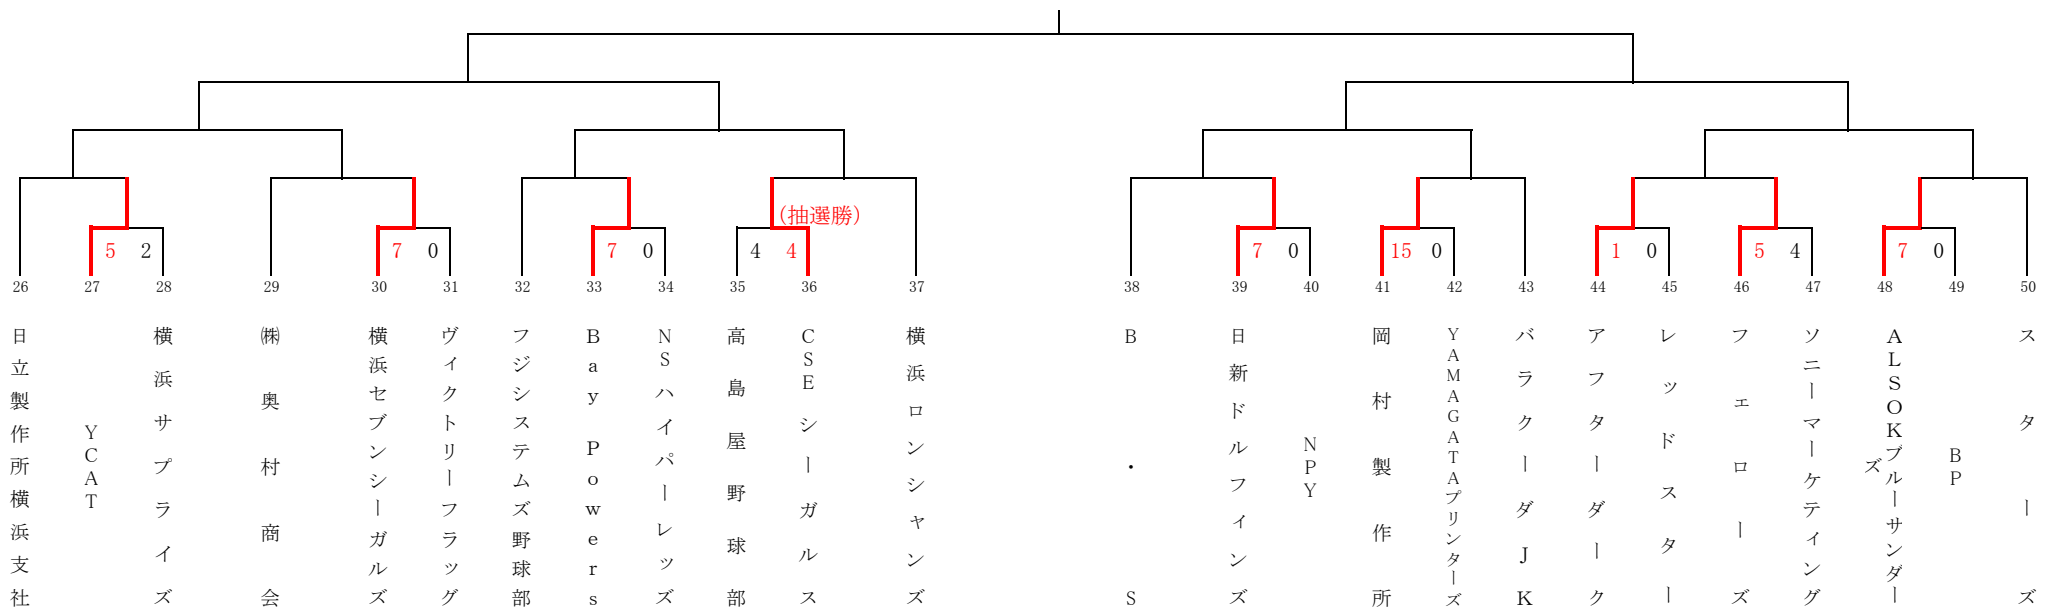 (抽選勝)
5 2
7 0
7 0
4 4
7 0
15 0
1 0
5 4
7 0
26 27 28 29 30 31 32 33 34 35 36 37 38 39 40 41 42 43 44 45 46 47 48 49 50
日立製作所横浜支社
YCAT
横浜サプライズ
㈱奥村商会
横浜セブンシーガルズ
ヴィクトリーフラッグ
フジシステムズ野球部
Bay Powers
NSハイパーレッズ
高島屋野球部
CSEシーガルス
横浜ロンシャンズ
B・S
日新ドルフィンズ
NPY
岡村製作所
YAMAGATAプリンターズ
バラクーダJK
アフターダーク
レッドスター
フェローズ
ソニーマーケティング
ALSOKブルーサンダー
ズ
BP
スターズ